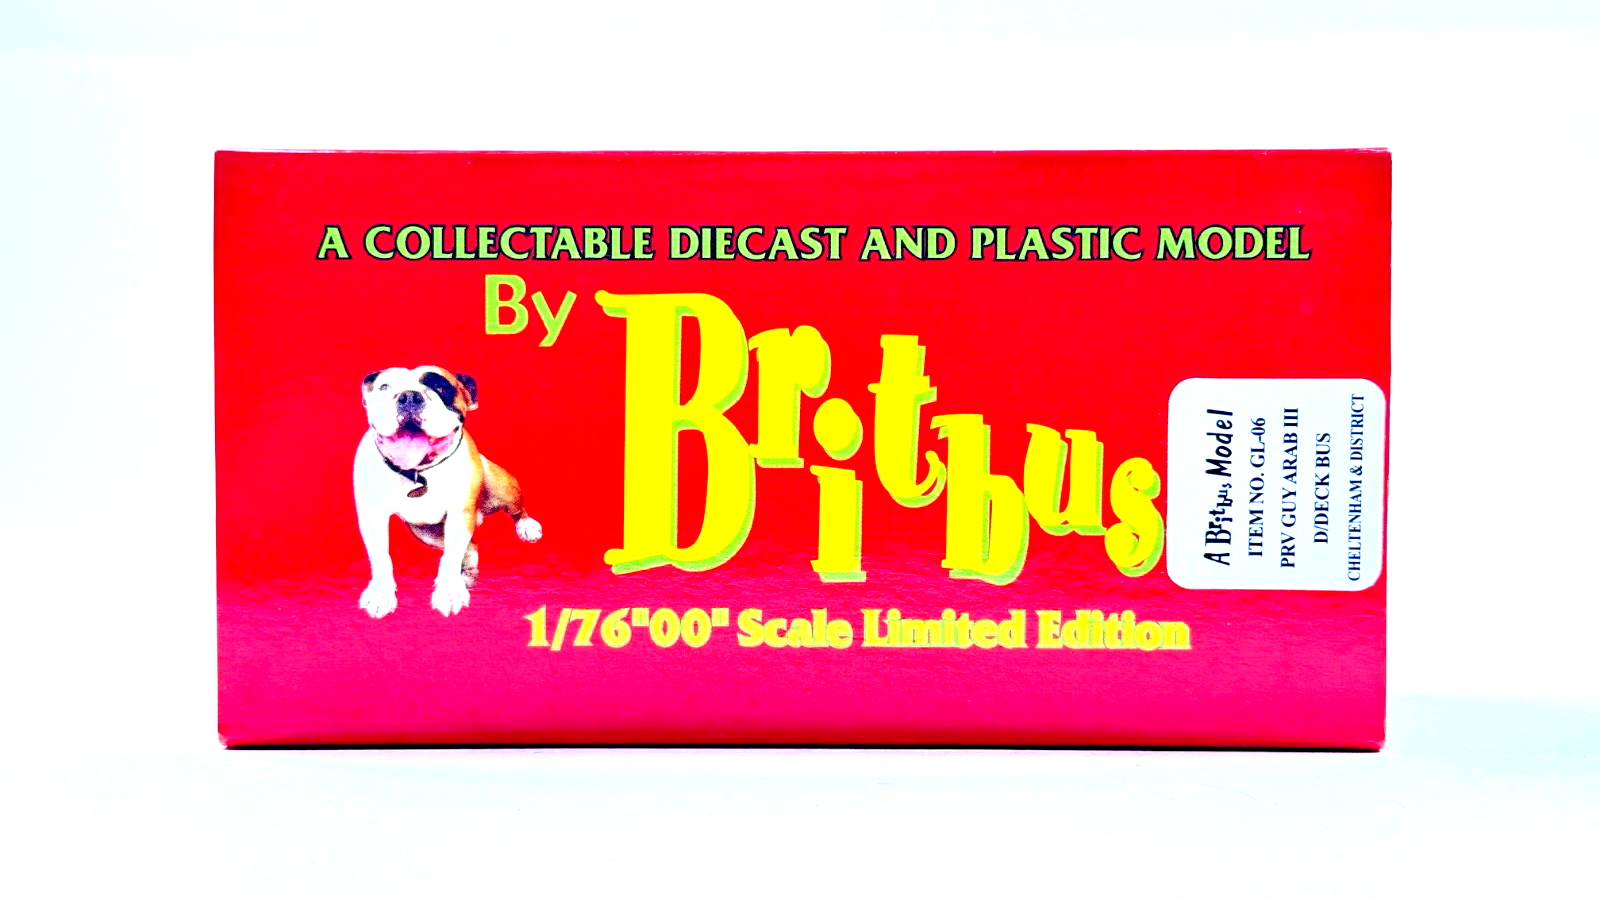 A COLLECTABLE DIECAST AND PLASTIC MODEL
By Britbus
1/76"00" Scale Limited Edition
A Britbus Model
ITEM NO. GL-06
PRV GUY ARAB III
D/DECK BUS
CHELTENHAM & DISTRICT